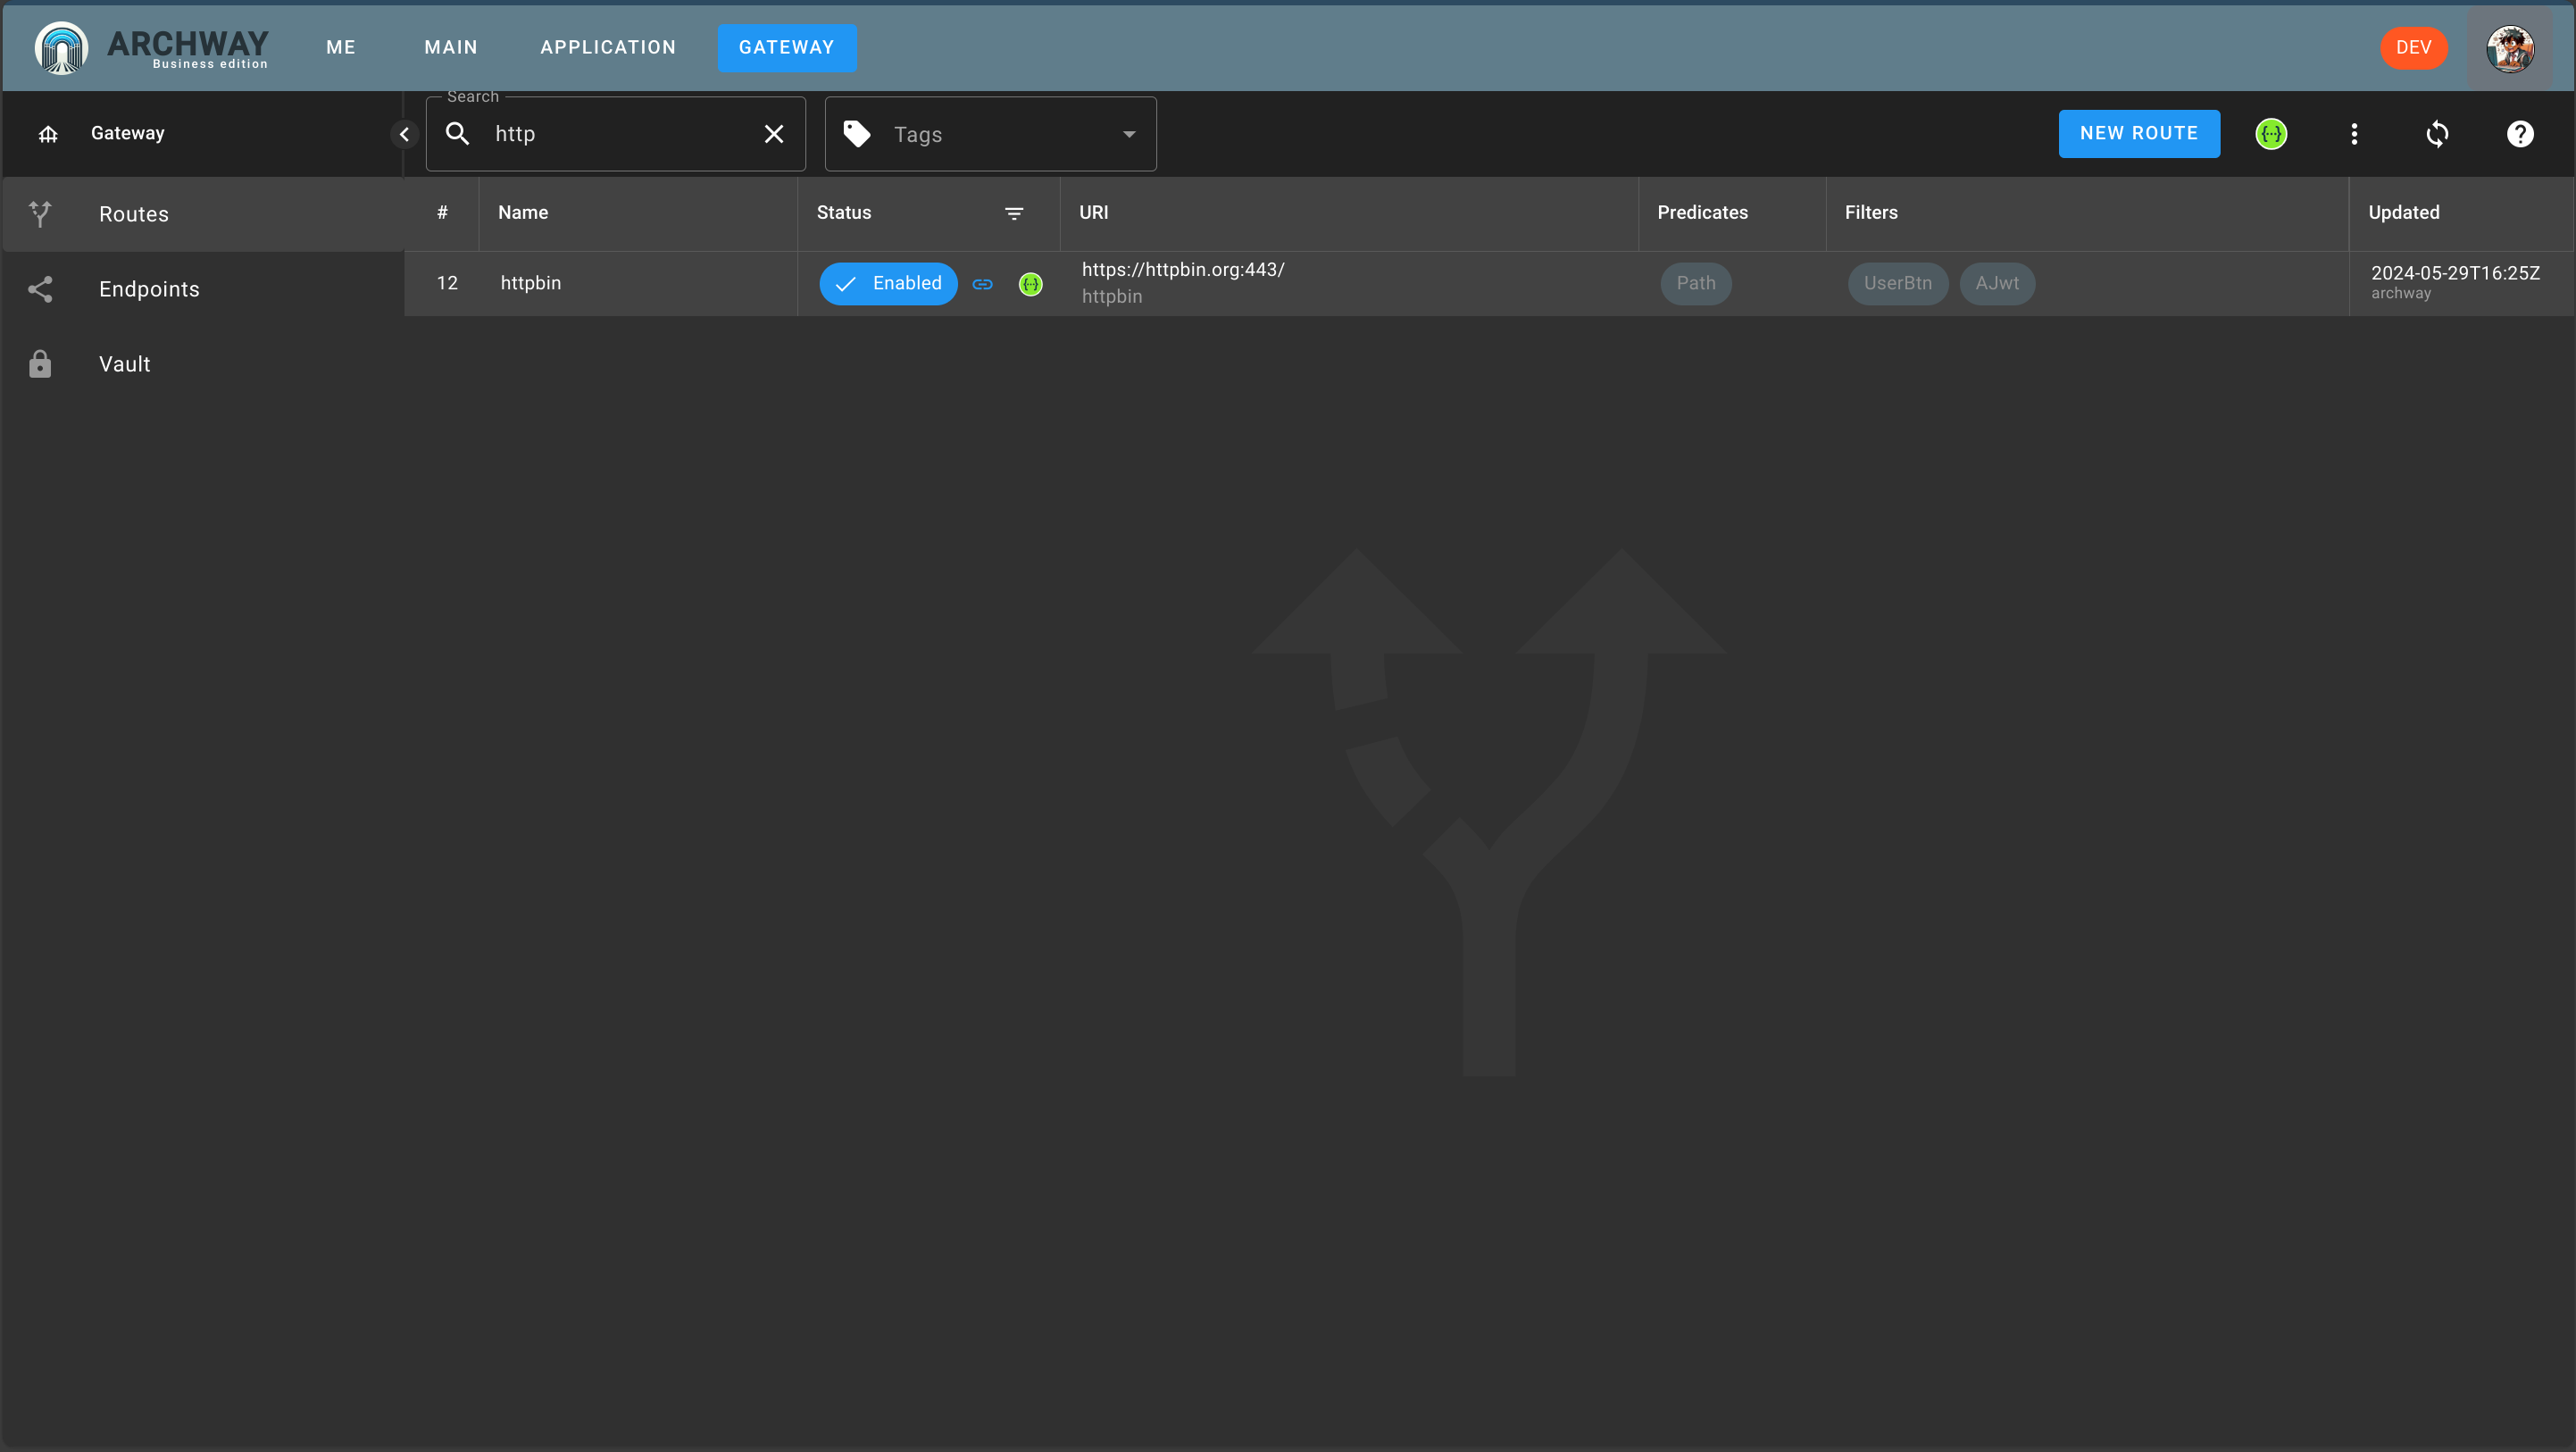 ARCHWAY
Business edition
ME
MAIN
APPLICATION
GATEWAY
DEV
Gateway
Search
http
Tags
NEW ROUTE
{···}
Routes
Endpoints
Vault
# Name Status URI Predicates Filters Updated
12 httpbin Enabled {···} https://httpbin.org:443/ Path UserBtn AJwt 2024-05-29T16:25Z
httpbin archway